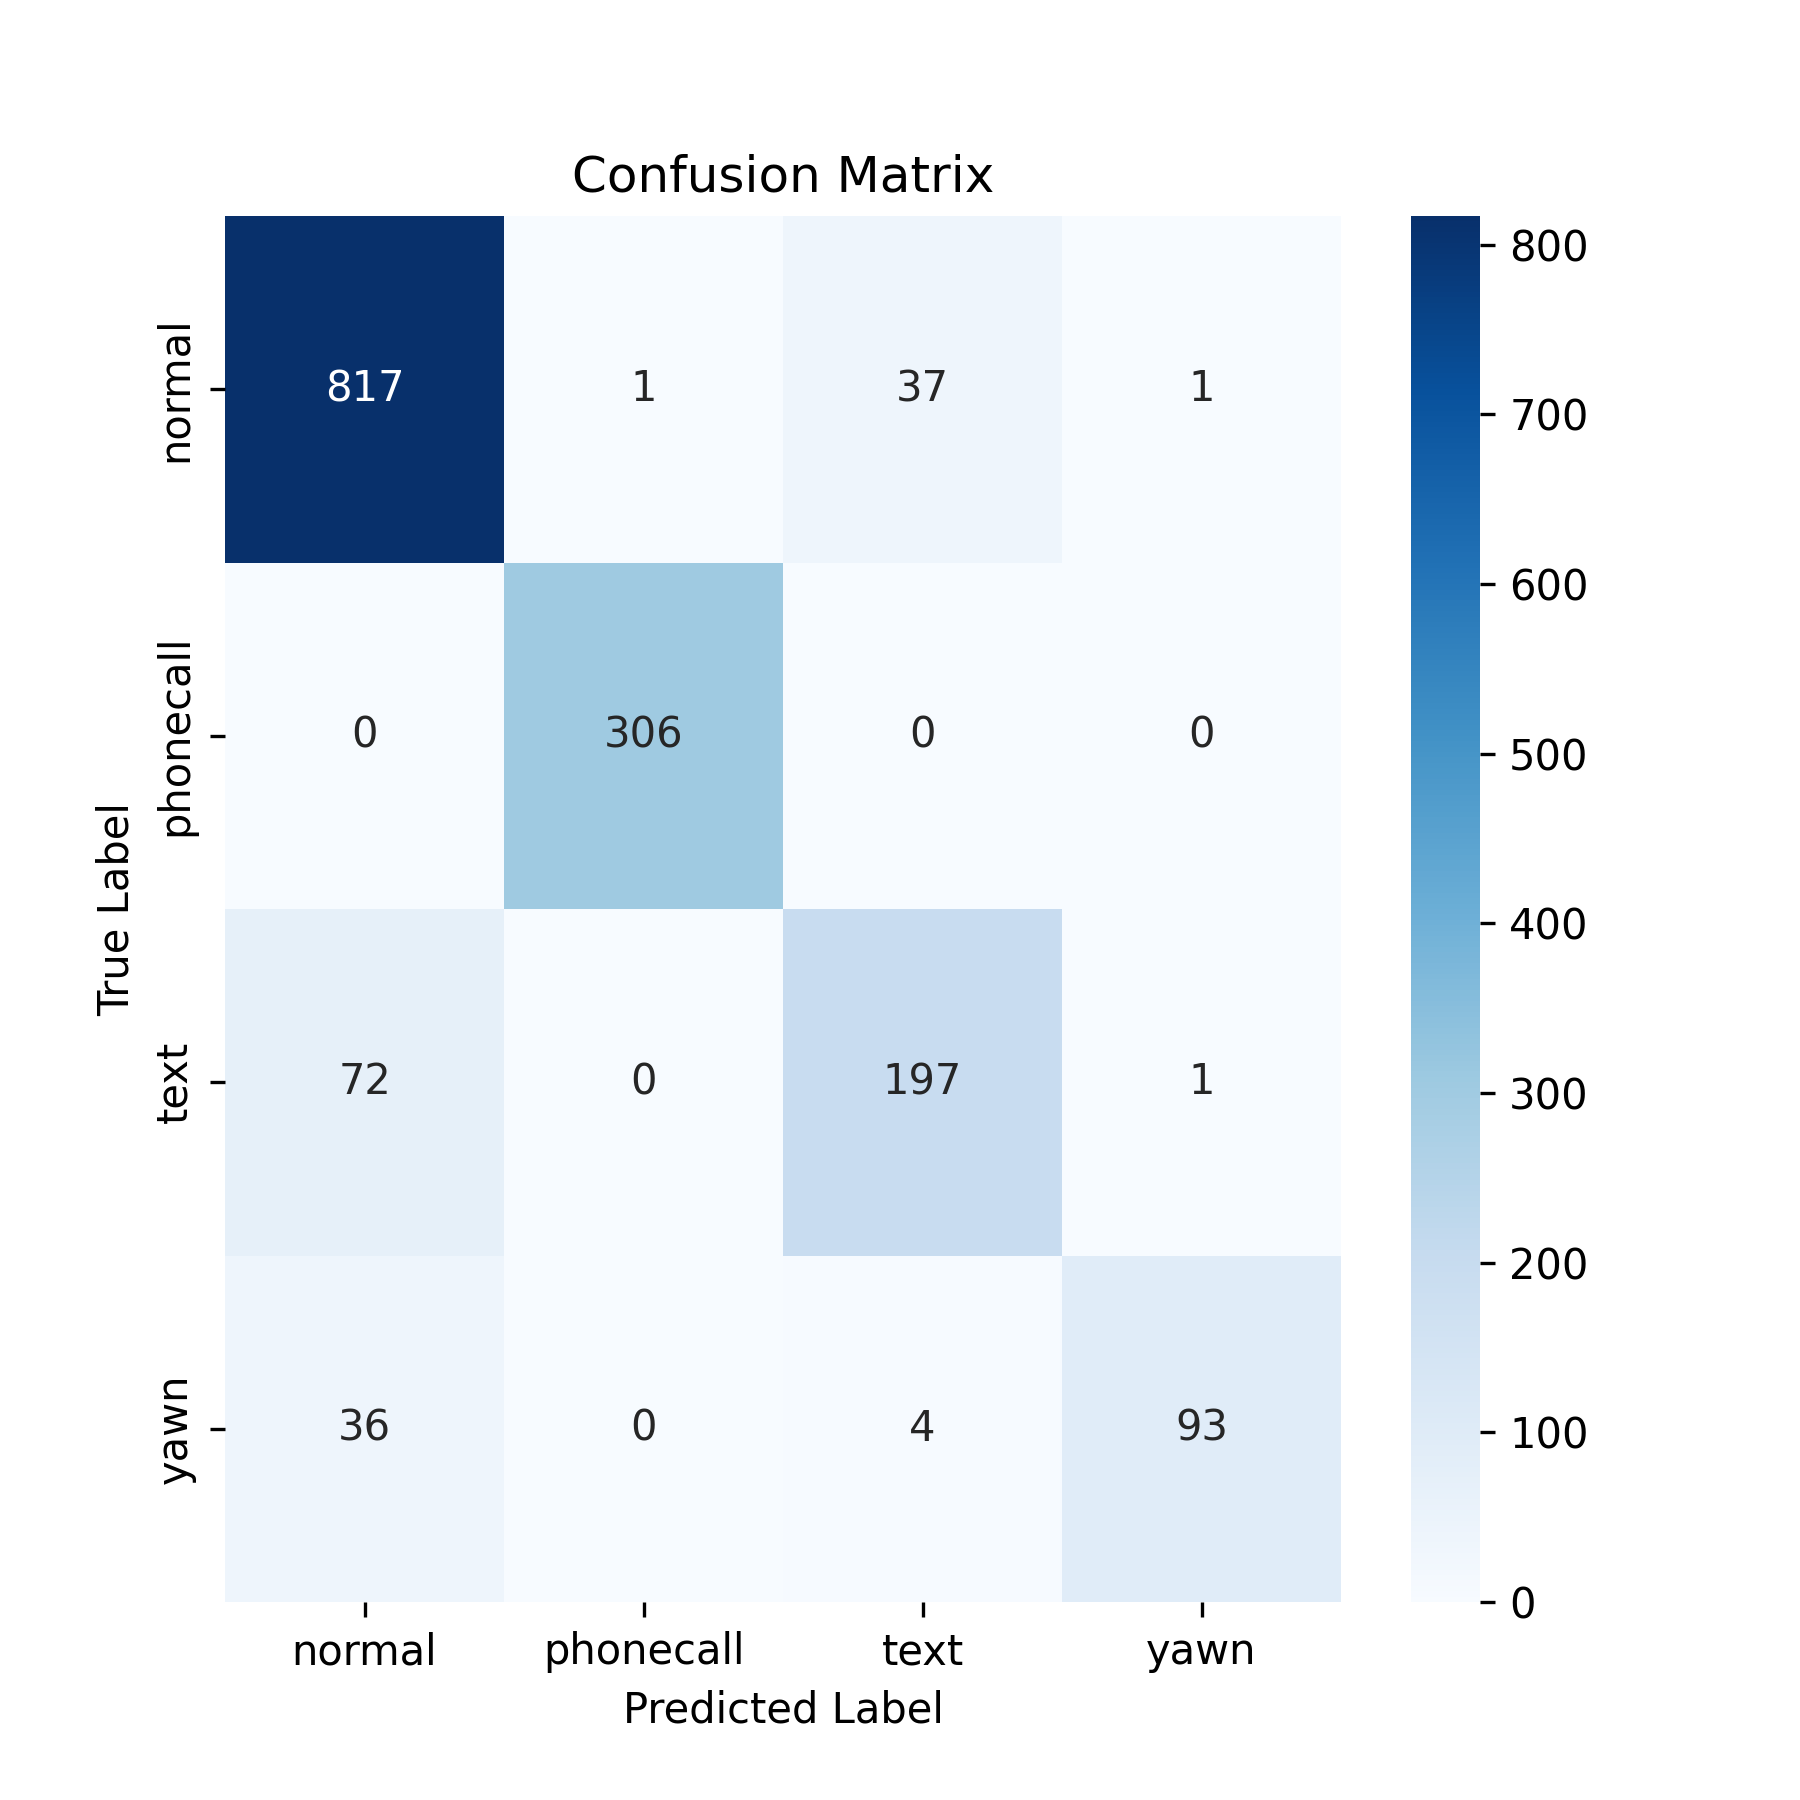 Confusion Matrix
normal 817 1 37 1
phonecall 0 306 0 0
text 72 0 197 1
yawn 36 0 4 93
True Label
normal phonecall text yawn
Predicted Label
800
700
600
500
400
300
200
100
0